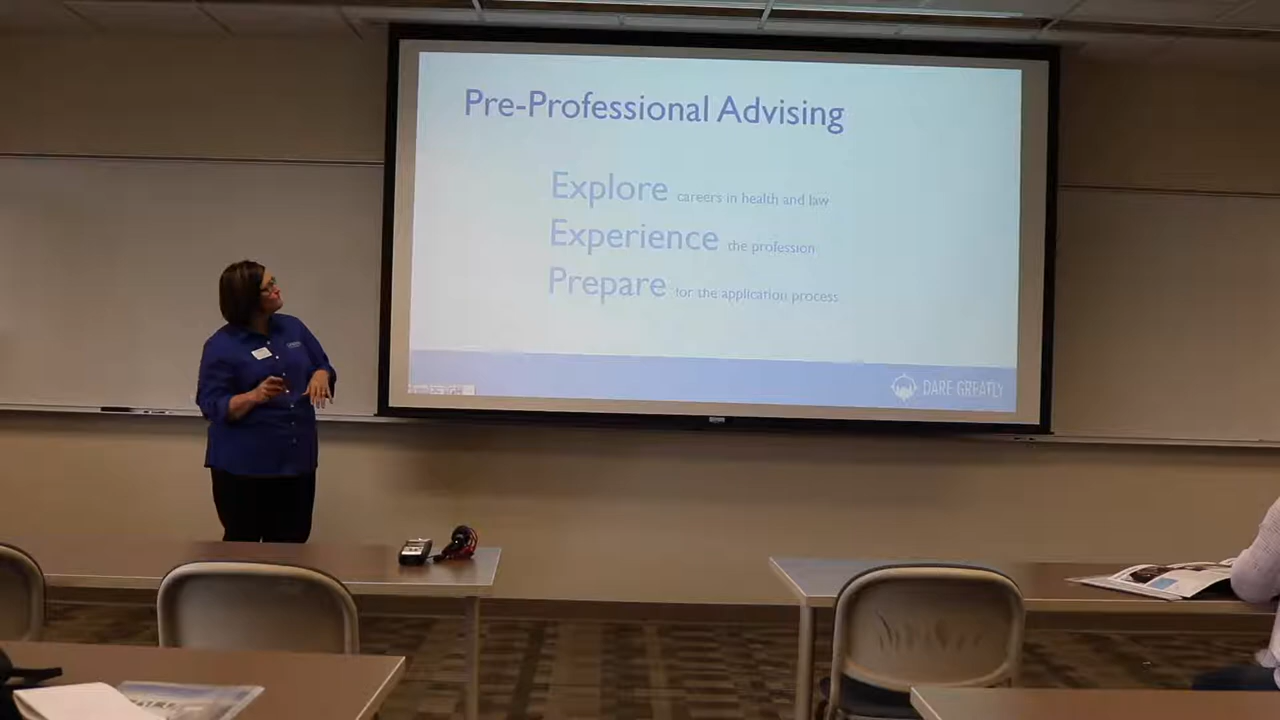 Pre-Professional Advising
Explore careers in health and law
Experience the profession
Prepare for the application process
DARE GREATLY